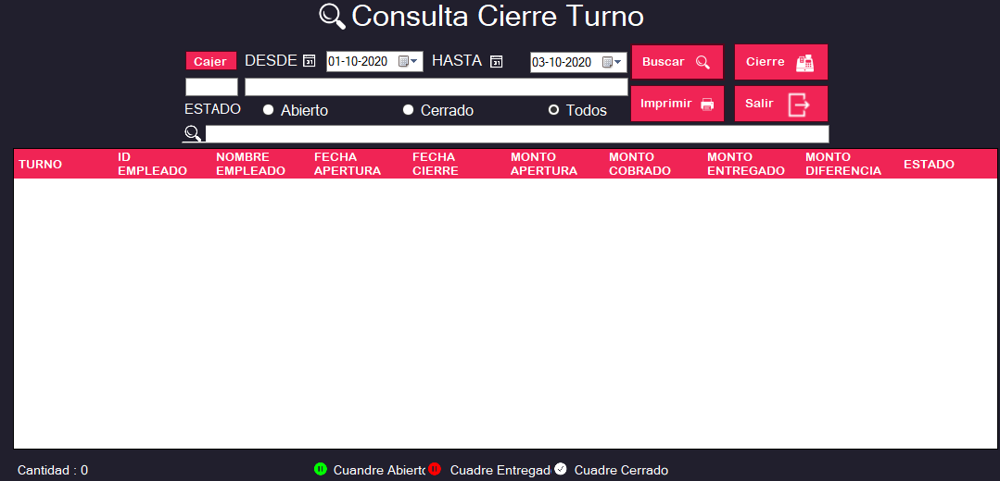 Consulta Cierre Turno
Cajer DESDE 01-10-2020 HASTA 03-10-2020 Buscar Cierre
ESTADO Abierto Cerrado Todos Imprimir Salir
TURNO ID EMPLEADO NOMBRE EMPLEADO FECHA APERTURA FECHA CIERRE MONTO APERTURA MONTO COBRADO MONTO ENTREGADO MONTO DIFERENCIA ESTADO
Cantidad : 0 Cuandre Abierto Cuadre Entregad Cuadre Cerrado